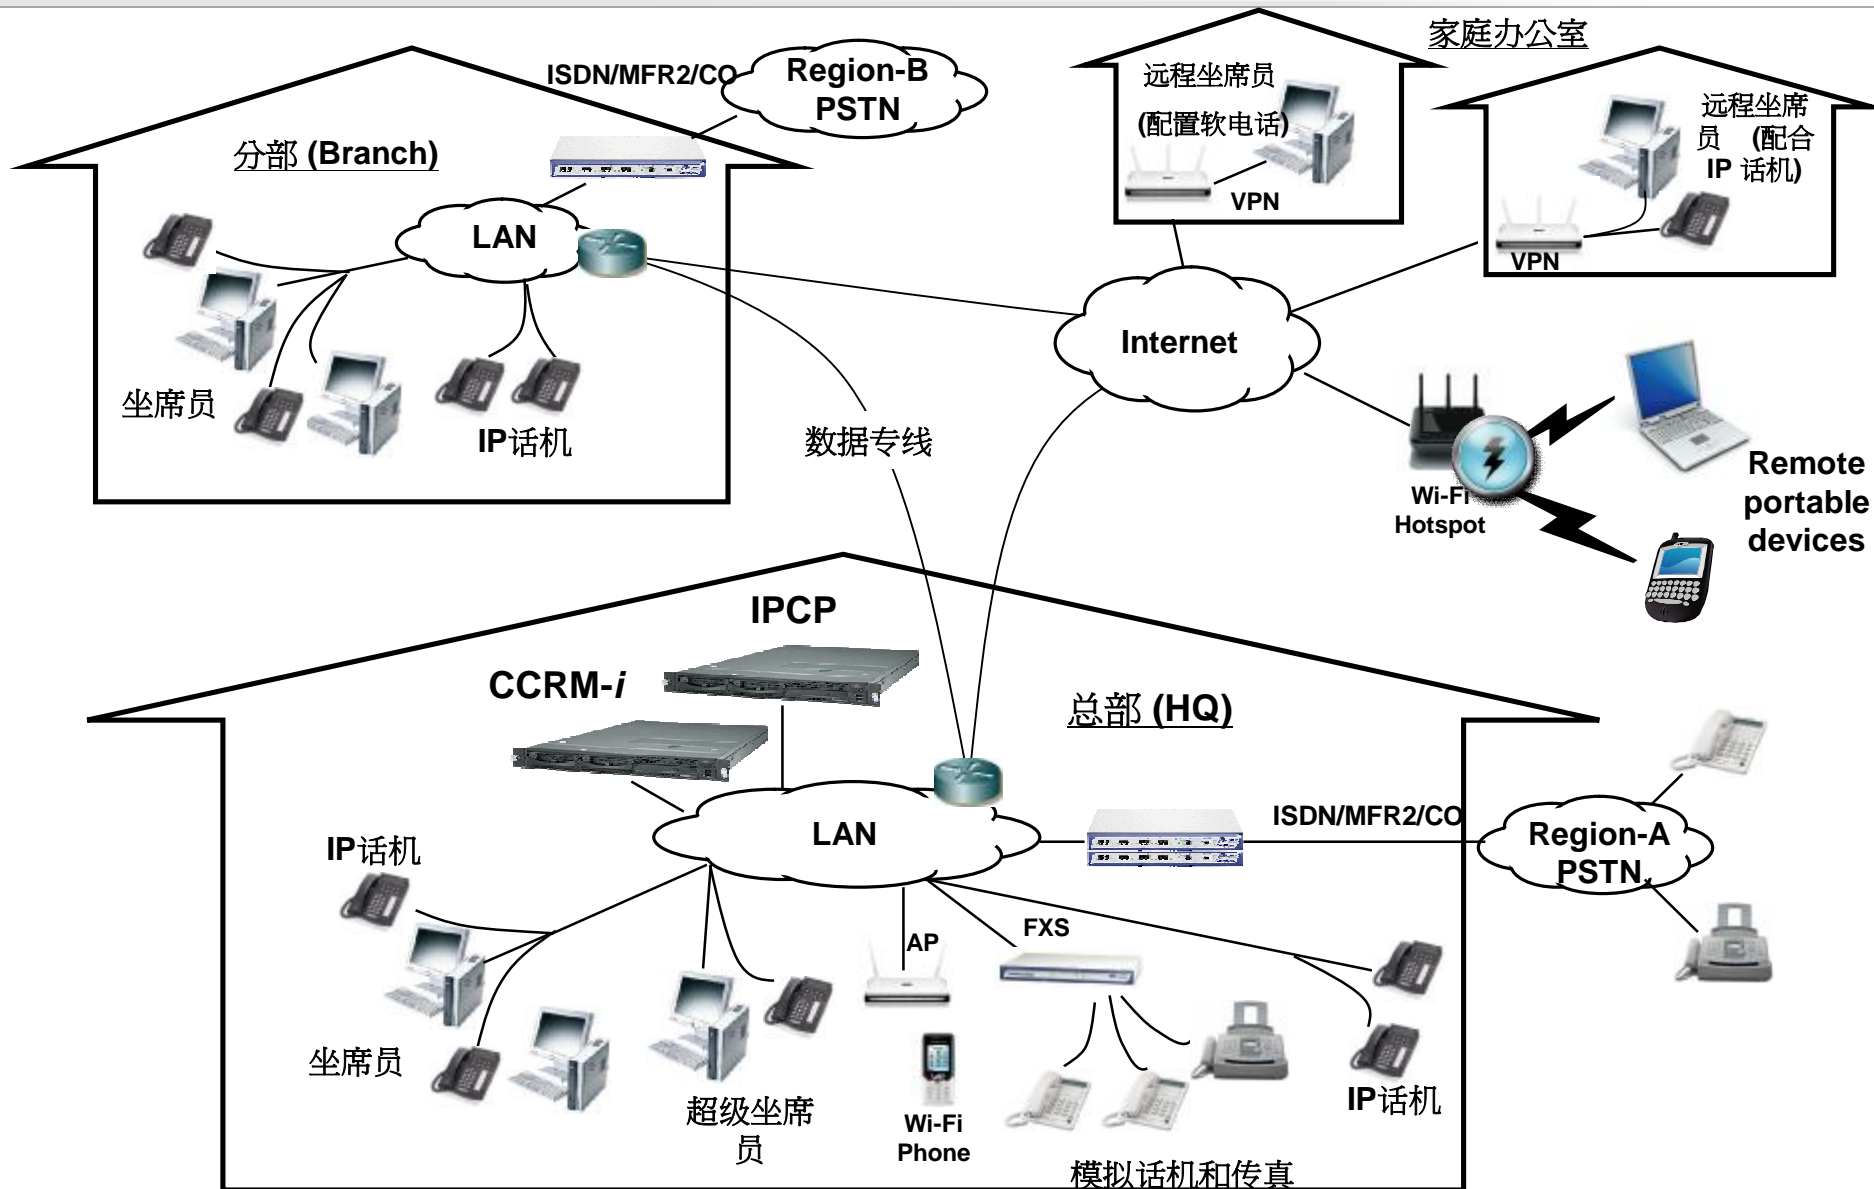 家庭办公室
ISDN/MFR2/CO
Region-B
PSTN
远程坐席员
(配置软电话)
VPN
远程坐席
员 (配合
IP 话机)
VPN
分部 (Branch)
LAN
坐席员
IP话机
Internet
数据专线
Wi-Fi
Hotspot
Remote
portable
devices
IPCP
CCRM-i
总部 (HQ)
LAN
ISDN/MFR2/CO
Region-A
PSTN
IP话机
坐席员
超级坐席
员
AP
Wi-Fi
Phone
FXS
模拟话机和传真
IP话机